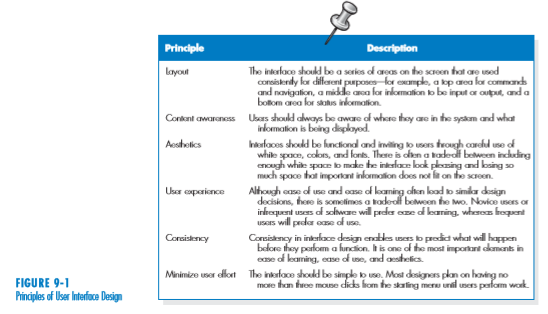 Principle Description
Layout The interface should be a series of areas on the screen that are used
consistently for different purposes—for example, a top area for commands
and navigation, a middle area for information to be input or output, and a
bottom area for status information.
Content awareness Users should always be aware of where they are in the system and what
information is being displayed.
Aesthetics Interfaces should be functional and inviting to users through careful use of
white space, colors, and fonts. There is often a tradeoff between including
enough white space to make the interface look pleasing and losing so
much space that important information does not fit on the screen.
User experience Although ease of use and ease of learning often lead to similar design
decisions, there is sometimes a tradeoff between the two. Novice users or
infrequent users of software will prefer ease of learning, whereas frequent
users will prefer ease of use.
Consistency Consistency in interface design enables users to predict what will happen
before they perform a function. It is one of the most important elements in
ease of learning, ease of use, and aesthetics.
Minimize user effort The interface should be simple to use. Most designers plan on having no
more than three mouse clicks from the starting menu until users perform work.
FIGURE 9-1
Principles of User Interface Design